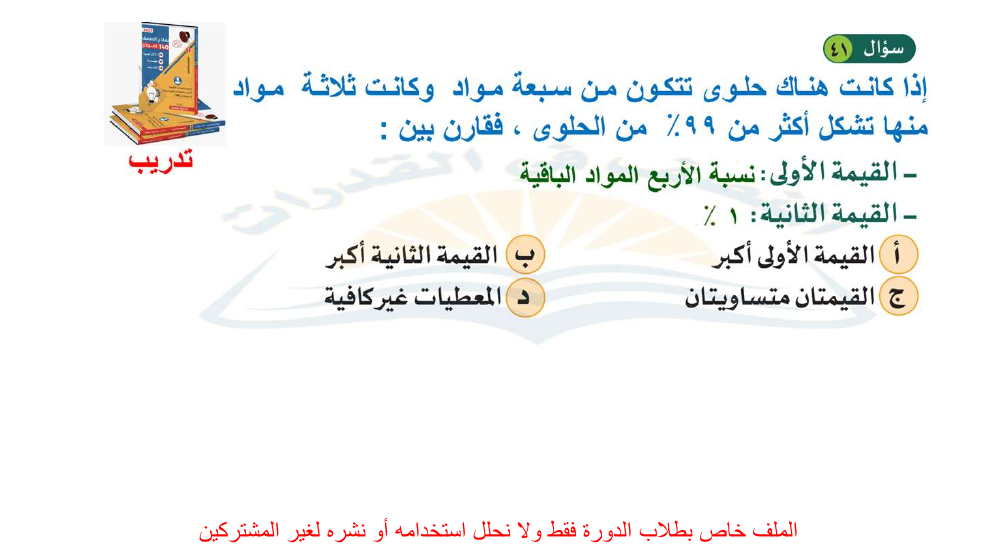 سؤال ٤١
إذا كانت هناك حلوى تتكون من سبعة مواد وكانت ثلاثة مواد
منها تشكل أكثر من ٩٩٪ من الحلوى ، فقارن بين :
تدريب
– القيمة الأولى: نسبة الأربع المواد الباقية
– القيمة الثانية: ١ ٪
أ القيمة الأولى أكبر ب القيمة الثانية أكبر
ج القيمتان متساويتان د المعطيات غير كافية
الملف خاص بطلاب الدورة فقط ولا نحلل استخدامه أو نشره لغير المشتركين